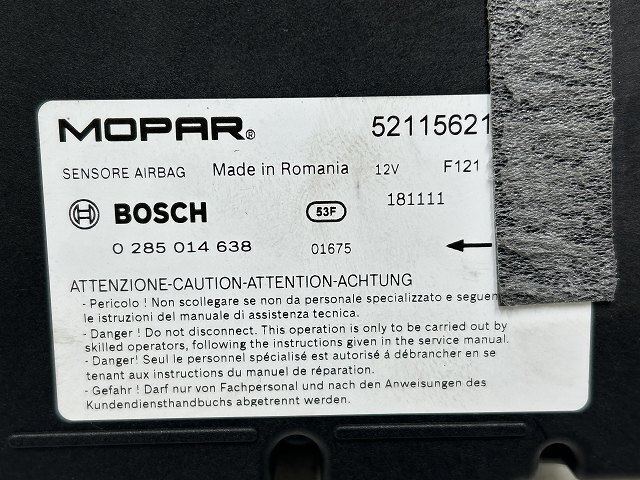 MOPAR®
52115621
SENSORE AIRBAG Made in Romania 12V F121
181111
BOSCH 53F
0 285 014 638 01675
ATTENZIONE-CAUTION-ATTENTION-ACHTUNG
- Pericolo ! Non scollegare se non da personale specializzato e seguen
le istruzioni del manuale di assistenza tecnica.
- Danger ! Do not disconnect. This operation is only to be carried out by
skilled operators, following the instructions given in the service manual.
- Danger! Seul le personnel spécialisé est autorisé á débrancher en se
tenant aux instructions du manuel de réparation.
- Gefahr ! Darf nur von Fachpersonal und nach den Anweisungen des
Kundendiensthandbuchs abgetrennt werden.